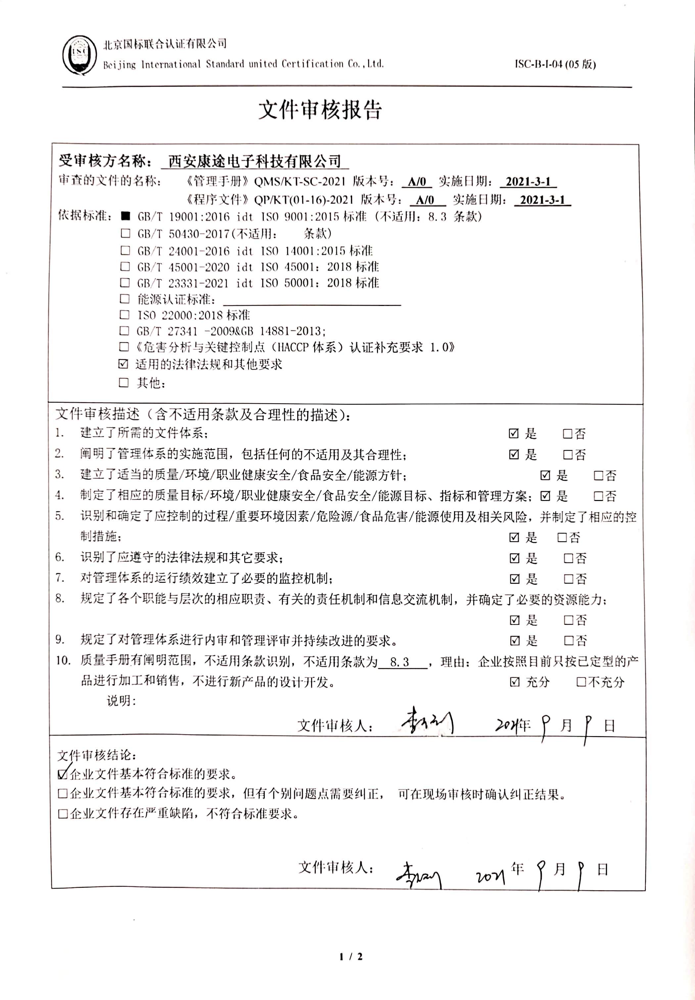 ISC
北京国标联合认证有限公司
Beijing International Standard united Certification Co.,Ltd.
ISC-B-I-04(05 版)
文件审核报告
受审核方名称： 西安康途电子科技有限公司
审查的文件的名称： 《管理手册》QMS/KT-SC-2021 版本号： A/0 实施日期： 2021-3-1
《程序文件》QP/KT(01-16)-2021 版本号： A/0 实施日期： 2021-3-1
依据标准：■ GB/T 19001:2016 idt ISO 9001:2015 标准（不适用：8.3 条款）
□ GB/T 50430-2017(不适用： 条款)
□ GB/T 24001-2016 idt ISO 14001:2015 标准
□ GB/T 45001-2020 idt ISO 45001：2018 标准
□ GB/T 23331-2021 idt ISO 50001：2018 标准
□ 能源认证标准：
□ ISO 22000:2018 标准
□ GB/T 27341 -2009&GB 14881-2013;
□《危害分析与关键控制点（HACCP 体系）认证补充要求 1.0》
☑ 适用的法律法规和其他要求
□ 其他：
文件审核描述（含不适用条款及合理性的描述）：
1. 建立了所需的文件体系； ☑ 是 □否
2. 阐明了管理体系的实施范围，包括任何的不适用及其合理性； ☑ 是 □否
3. 建立了适当的质量/环境/职业健康安全/食品安全/能源方针； ☑ 是 □否
4. 制定了相应的质量目标/环境/职业健康安全/食品安全/能源目标、指标和管理方案；☑ 是 □否
5. 识别和确定了应控制的过程/重要环境因素/危险源/食品危害/能源使用及相关风险，并制定了相应的控
制措施； ☑ 是 □否
6. 识别了应遵守的法律法规和其它要求； ☑ 是 □否
7. 对管理体系的运行绩效建立了必要的监控机制； ☑ 是 □否
8. 规定了各个职能与层次的相应职责、有关的责任机制和信息交流机制，并确定了必要的资源能力；
☑ 是 □否
9. 规定了对管理体系进行内审和管理评审并持续改进的要求。 ☑ 是 □否
10. 质量手册有阐明范围，不适用条款识别，不适用条款为 8.3 ，理由：企业按照目前只按已定型的产
品进行加工和销售，不进行新产品的设计开发。 ☑ 充分 □不充分
说明：
文件审核人： 2021年 9 月 9 日
文件审核结论：
☑企业文件基本符合标准的要求。
□企业文件基本符合标准的要求，但有个别问题点需要纠正， 可在现场审核时确认纠正结果。
□企业文件存在严重缺陷，不符合标准要求。
文件审核人： 2021 年 9 月 9 日
1 / 2